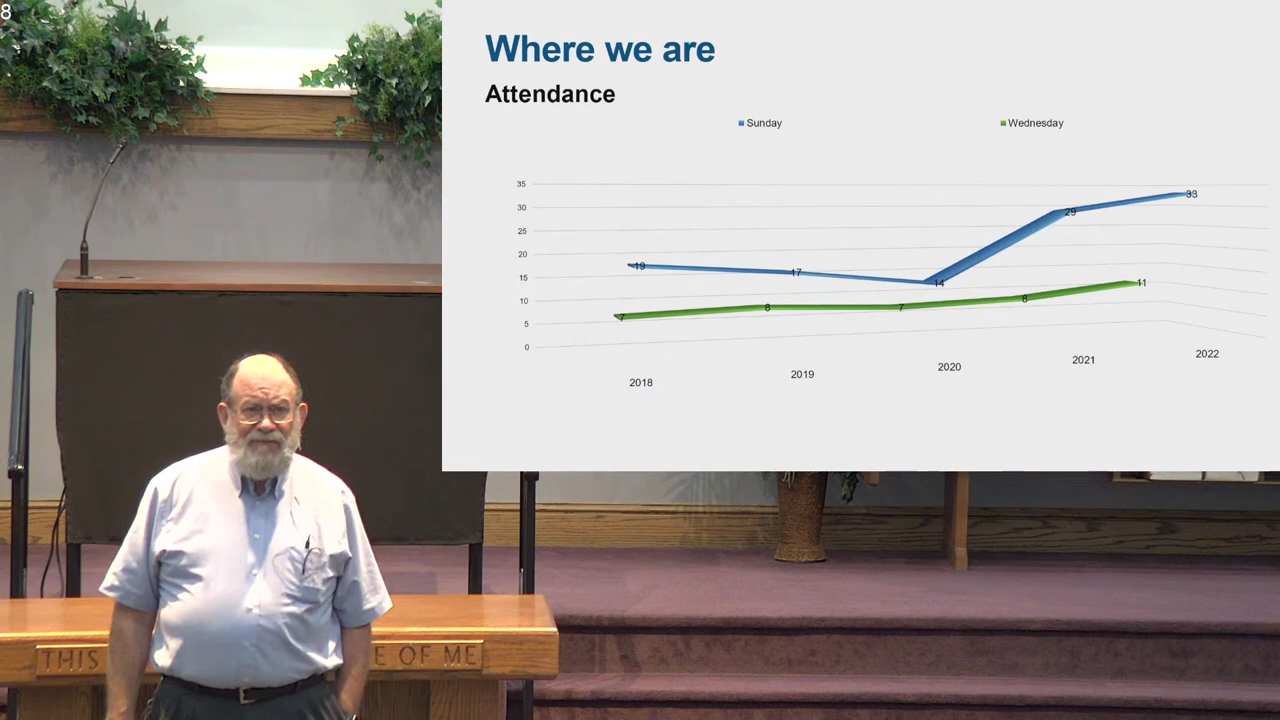 8
Where we are
Attendance
Sunday Wednesday
35
30
25
20
15
10
5
0
19 17 14 29 33
7 8 7 8 11
2018 2019 2020 2021 2022
THIS E OF ME